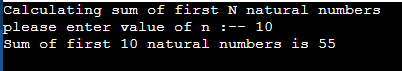 Calculating sum of first N natural numbers
please enter value of n :-- 10
Sum of first 10 natural numbers is 55